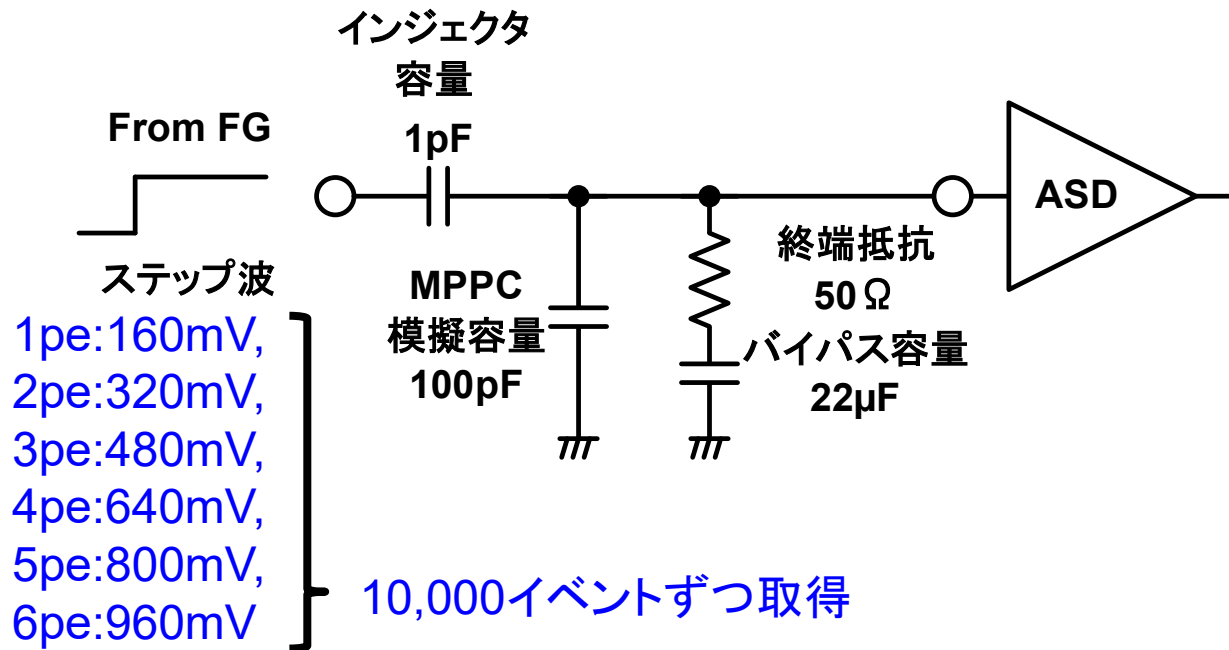 インジェクタ
容量
1pF
From FG
ステップ波
ASD
MPPC
模擬容量
100pF
終端抵抗
50Ω
バイパス容量
22μF
1pe:160mV,
2pe:320mV,
3pe:480mV,
4pe:640mV,
5pe:800mV,
6pe:960mV
10,000イベントずつ取得